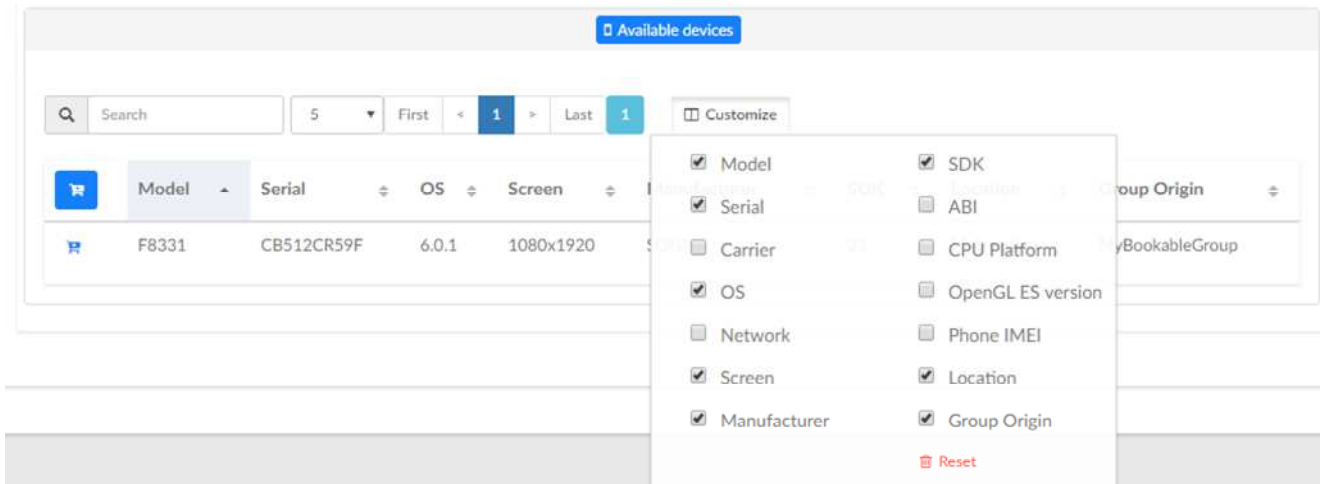 Available devices
Search 5 First < 1 > Last 1 Customize
Model Serial OS Screen Group Origin
F8331 CB512CR59F 6.0.1 1080x1920 MyBookableGroup
Model SDK
Serial ABI
Carrier CPU Platform
OS OpenGL ES version
Network Phone IMEI
Screen Location
Manufacturer Group Origin
Reset